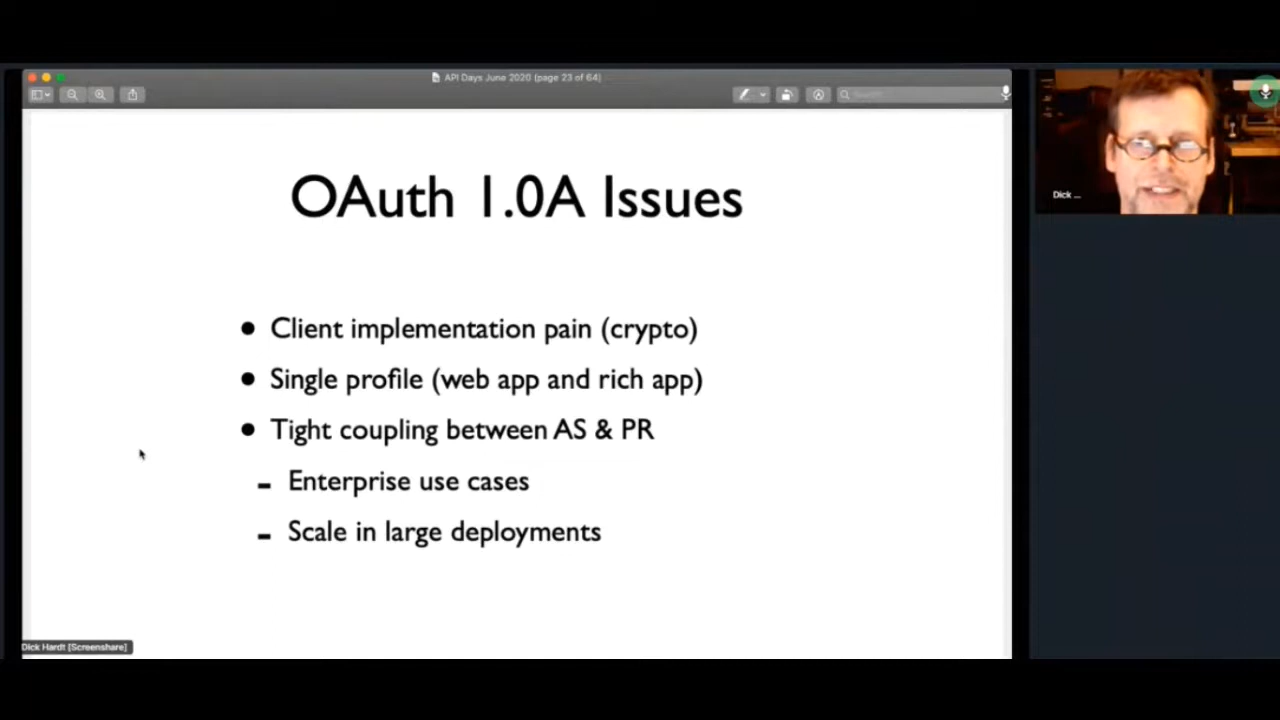 API Days June 2020 (page 23 of 64)
Search
OAuth 1.0A Issues
Client implementation pain (crypto)
Single profile (web app and rich app)
Tight coupling between AS & PR
Enterprise use cases
Scale in large deployments
Dick Hardt [Screenshare]
Dick ...